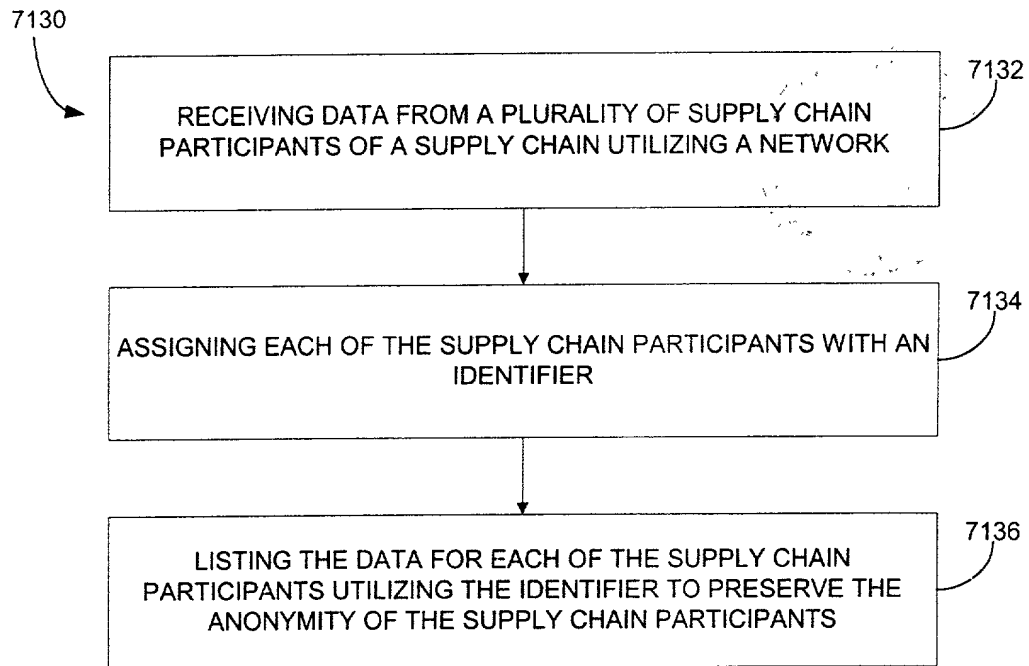 7130
7132
RECEIVING DATA FROM A PLURALITY OF SUPPLY CHAIN
PARTICIPANTS OF A SUPPLY CHAIN UTILIZING A NETWORK
7134
ASSIGNING EACH OF THE SUPPLY CHAIN PARTICIPANTS WITH AN
IDENTIFIER
7136
LISTING THE DATA FOR EACH OF THE SUPPLY CHAIN
PARTICIPANTS UTILIZING THE IDENTIFIER TO PRESERVE THE
ANONYMITY OF THE SUPPLY CHAIN PARTICIPANTS